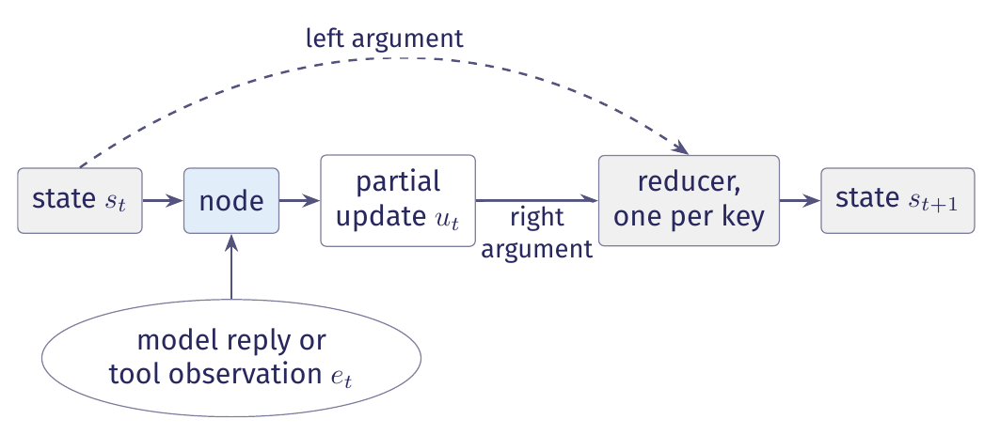 left argument
state s_t
node
partial
update u_t
right
argument
reducer,
one per key
state s_{t+1}
model reply or
tool observation e_t